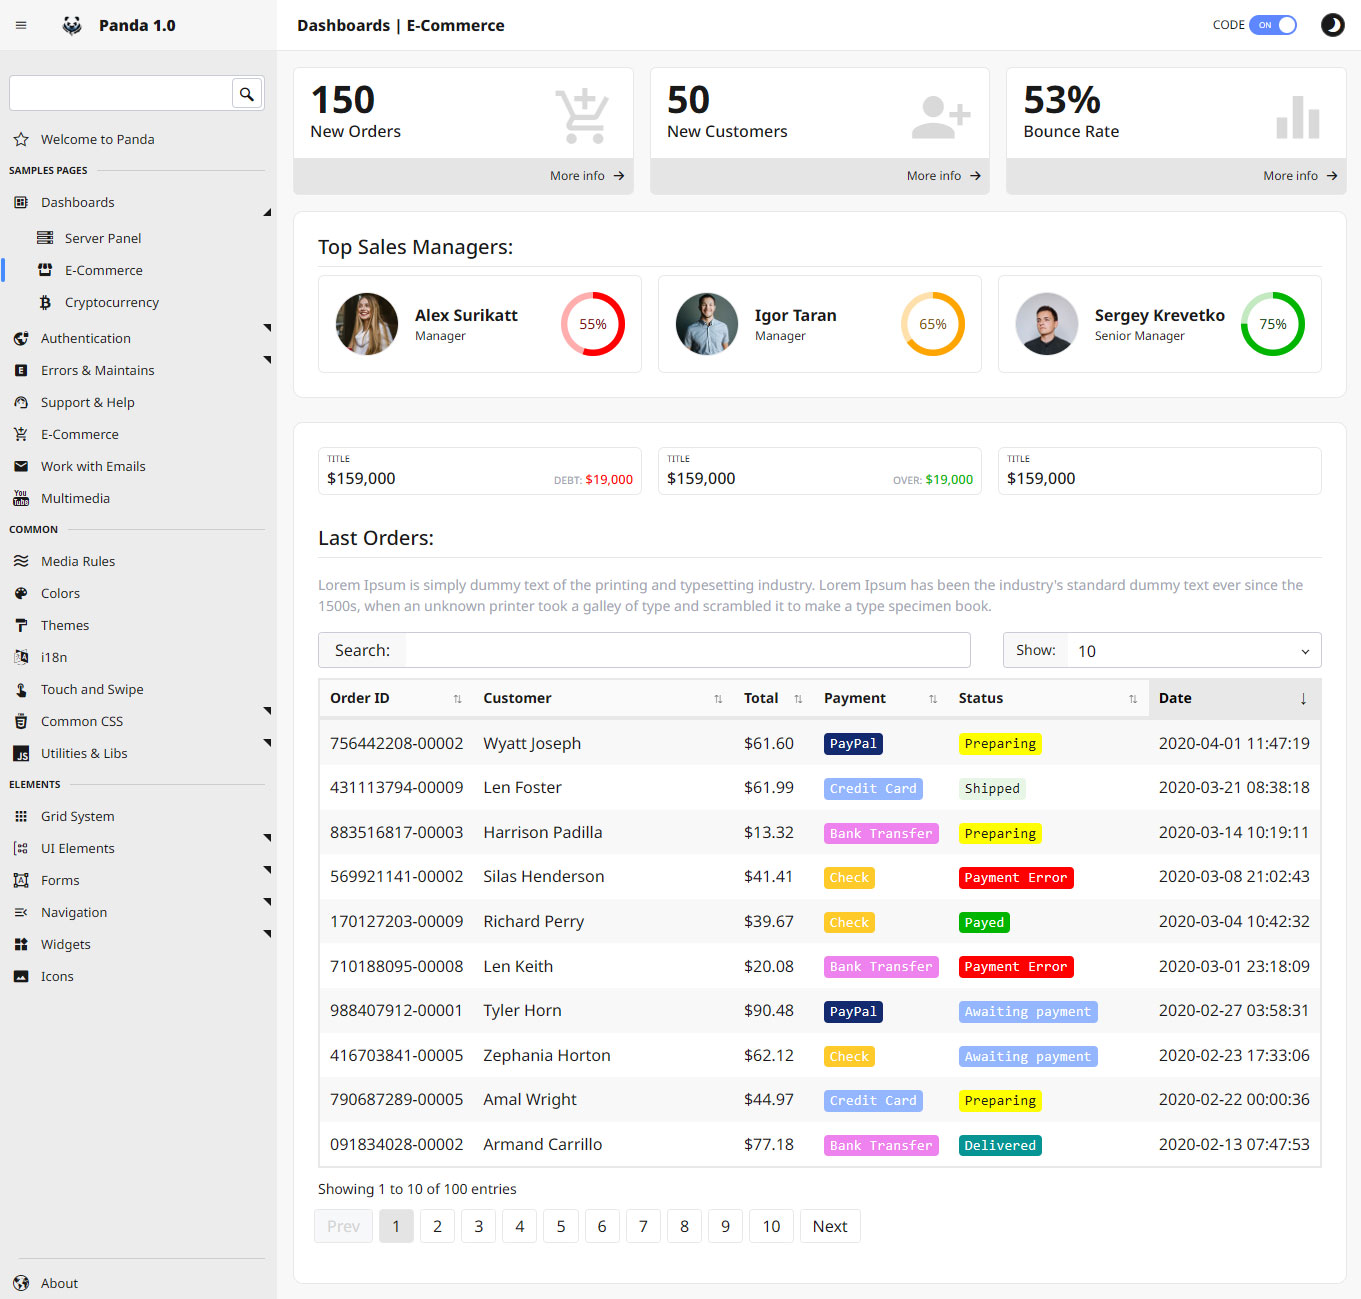 Panda 1.0
Dashboards | E-Commerce
CODE ON
Welcome to Panda
SAMPLES PAGES
Dashboards
Server Panel
E-Commerce
Cryptocurrency
Authentication
Errors & Maintains
Support & Help
E-Commerce
Work with Emails
Multimedia
COMMON
Media Rules
Colors
Themes
i18n
Touch and Swipe
Common CSS
Utilities & Libs
ELEMENTS
Grid System
UI Elements
Forms
Navigation
Widgets
Icons
About
150
New Orders
More info
50
New Customers
More info
53%
Bounce Rate
More info
Top Sales Managers:
Alex Surikatt
Manager
55%
Igor Taran
Manager
65%
Sergey Krevetko
Senior Manager
75%
TITLE
$159,000
DEBT: $19,000
TITLE
$159,000
OVER: $19,000
TITLE
$159,000
Last Orders:
Lorem Ipsum is simply dummy text of the printing and typesetting industry. Lorem Ipsum has been the industry's standard dummy text ever since the
1500s, when an unknown printer took a galley of type and scrambled it to make a type specimen book.
Search:
Show: 10
Order ID Customer Total Payment Status Date
756442208-00002 Wyatt Joseph $61.60 PayPal Preparing 2020-04-01 11:47:19
431113794-00009 Len Foster $61.99 Credit Card Shipped 2020-03-21 08:38:18
883516817-00003 Harrison Padilla $13.32 Bank Transfer Preparing 2020-03-14 10:19:11
569921141-00002 Silas Henderson $41.41 Check Payment Error 2020-03-08 21:02:43
170127203-00009 Richard Perry $39.67 Check Payed 2020-03-04 10:42:32
710188095-00008 Len Keith $20.08 Bank Transfer Payment Error 2020-03-01 23:18:09
988407912-00001 Tyler Horn $90.48 PayPal Awaiting payment 2020-02-27 03:58:31
416703841-00005 Zephania Horton $62.12 Check Awaiting payment 2020-02-23 17:33:06
790687289-00005 Amal Wright $44.97 Credit Card Preparing 2020-02-22 00:00:36
091834028-00002 Armand Carrillo $77.18 Bank Transfer Delivered 2020-02-13 07:47:53
Showing 1 to 10 of 100 entries
Prev 1 2 3 4 5 6 7 8 9 10 Next